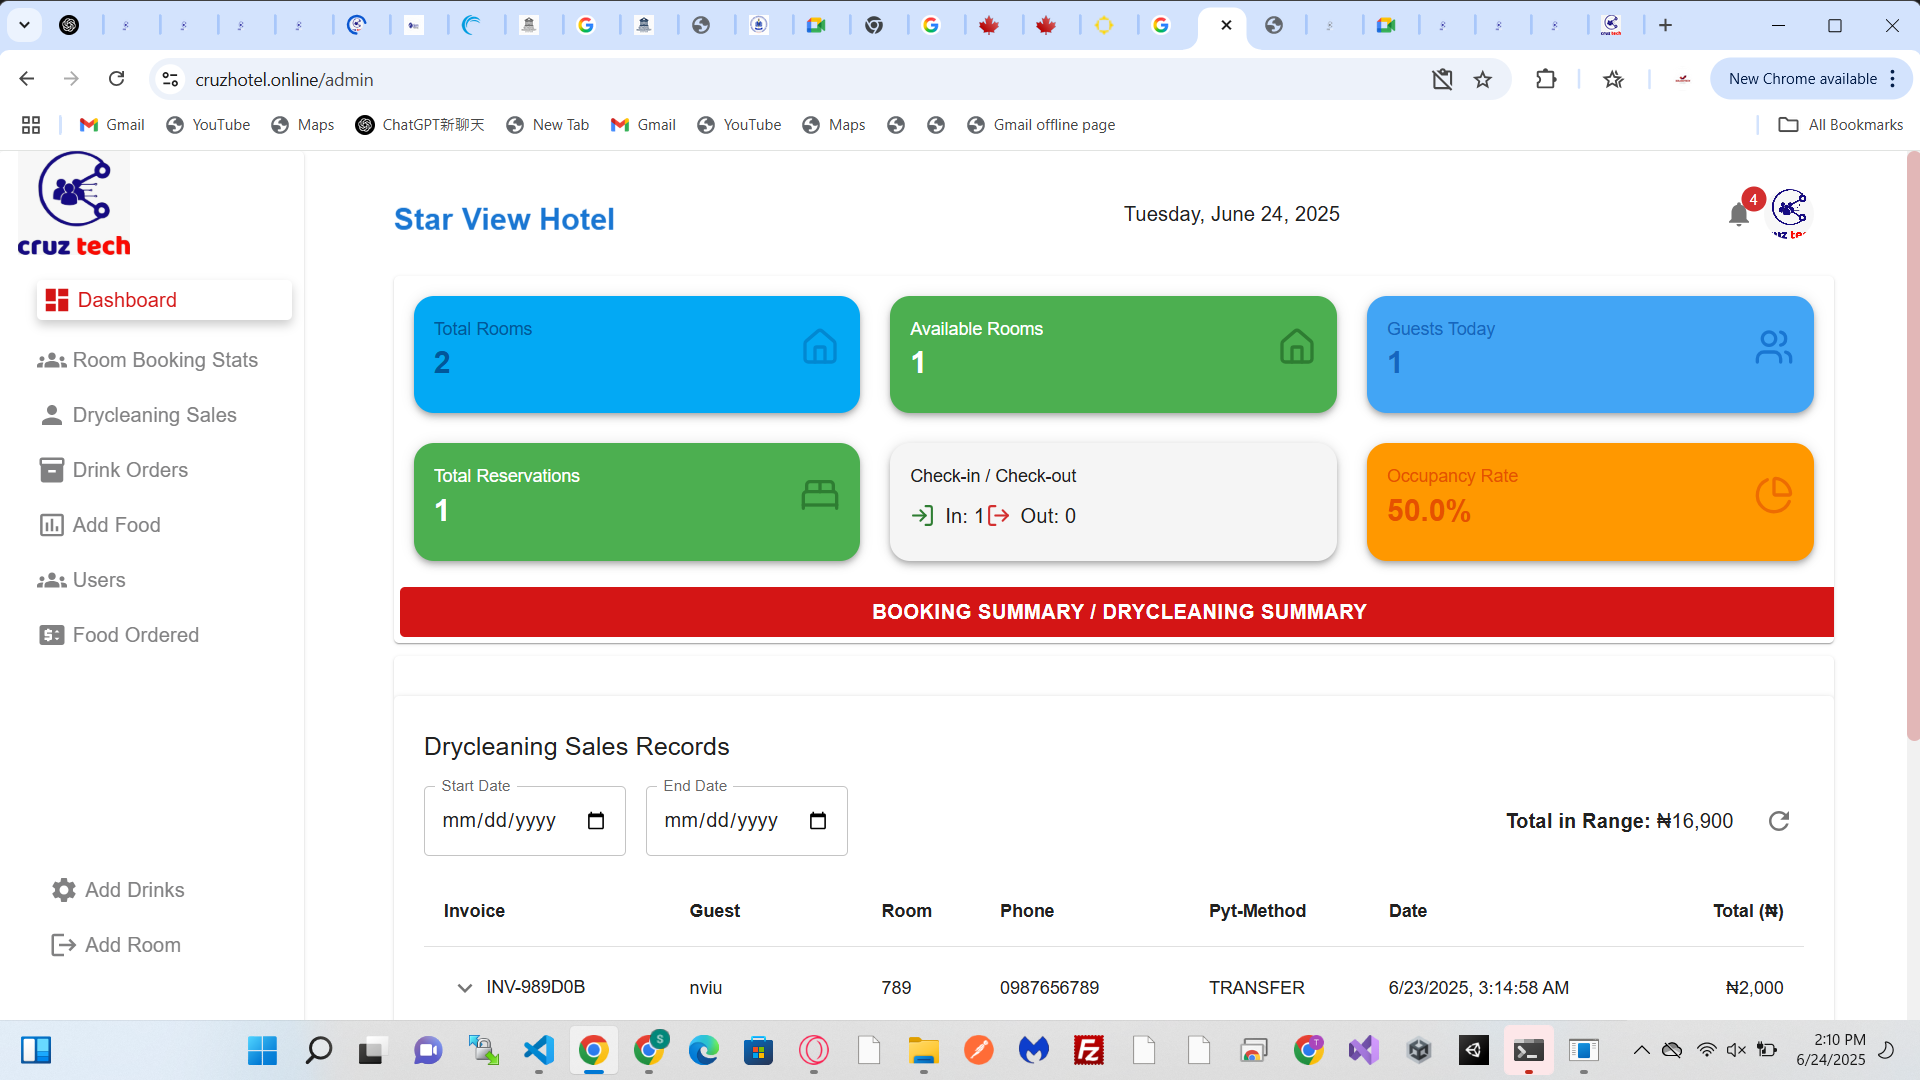 cruzhotel.online/admin
New Chrome available
Gmail
YouTube
Maps
ChatGPT新聊天
New Tab
Gmail
YouTube
Maps
Gmail offline page
All Bookmarks
cruz tech
Star View Hotel
Tuesday, June 24, 2025
4
Dashboard
Room Booking Stats
Drycleaning Sales
Drink Orders
Add Food
Users
Food Ordered
Add Drinks
Add Room
Total Rooms
2
Available Rooms
1
Guests Today
1
Total Reservations
1
Check-in / Check-out
In: 1
Out: 0
Occupancy Rate
50.0%
BOOKING SUMMARY / DRYCLEANING SUMMARY
Drycleaning Sales Records
Start Date
mm/dd/yyyy
End Date
mm/dd/yyyy
Total in Range: ₦16,900
Invoice Guest Room Phone Pyt-Method Date Total (₦)
INV-989D0B nviu 789 0987656789 TRANSFER 6/23/2025, 3:14:58 AM ₦2,000
2:10 PM
6/24/2025